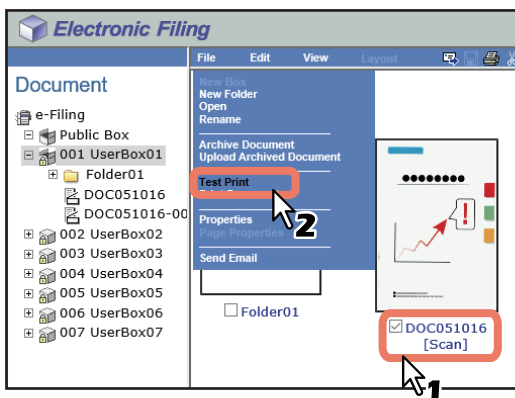 Electronic Filing
File Edit View Layout
Document
e-Filing
Public Box
001 UserBox01
Folder01
DOC051016
DOC051016-00
002 UserBox02
003 UserBox03
004 UserBox04
005 UserBox05
006 UserBox06
007 UserBox07
New Box
New Folder
Open
Rename
Archive Document
Upload Archived Document
Test Print
Properties
Page Properties
Send Email
2
Folder01
!
DOC051016
[Scan]
1